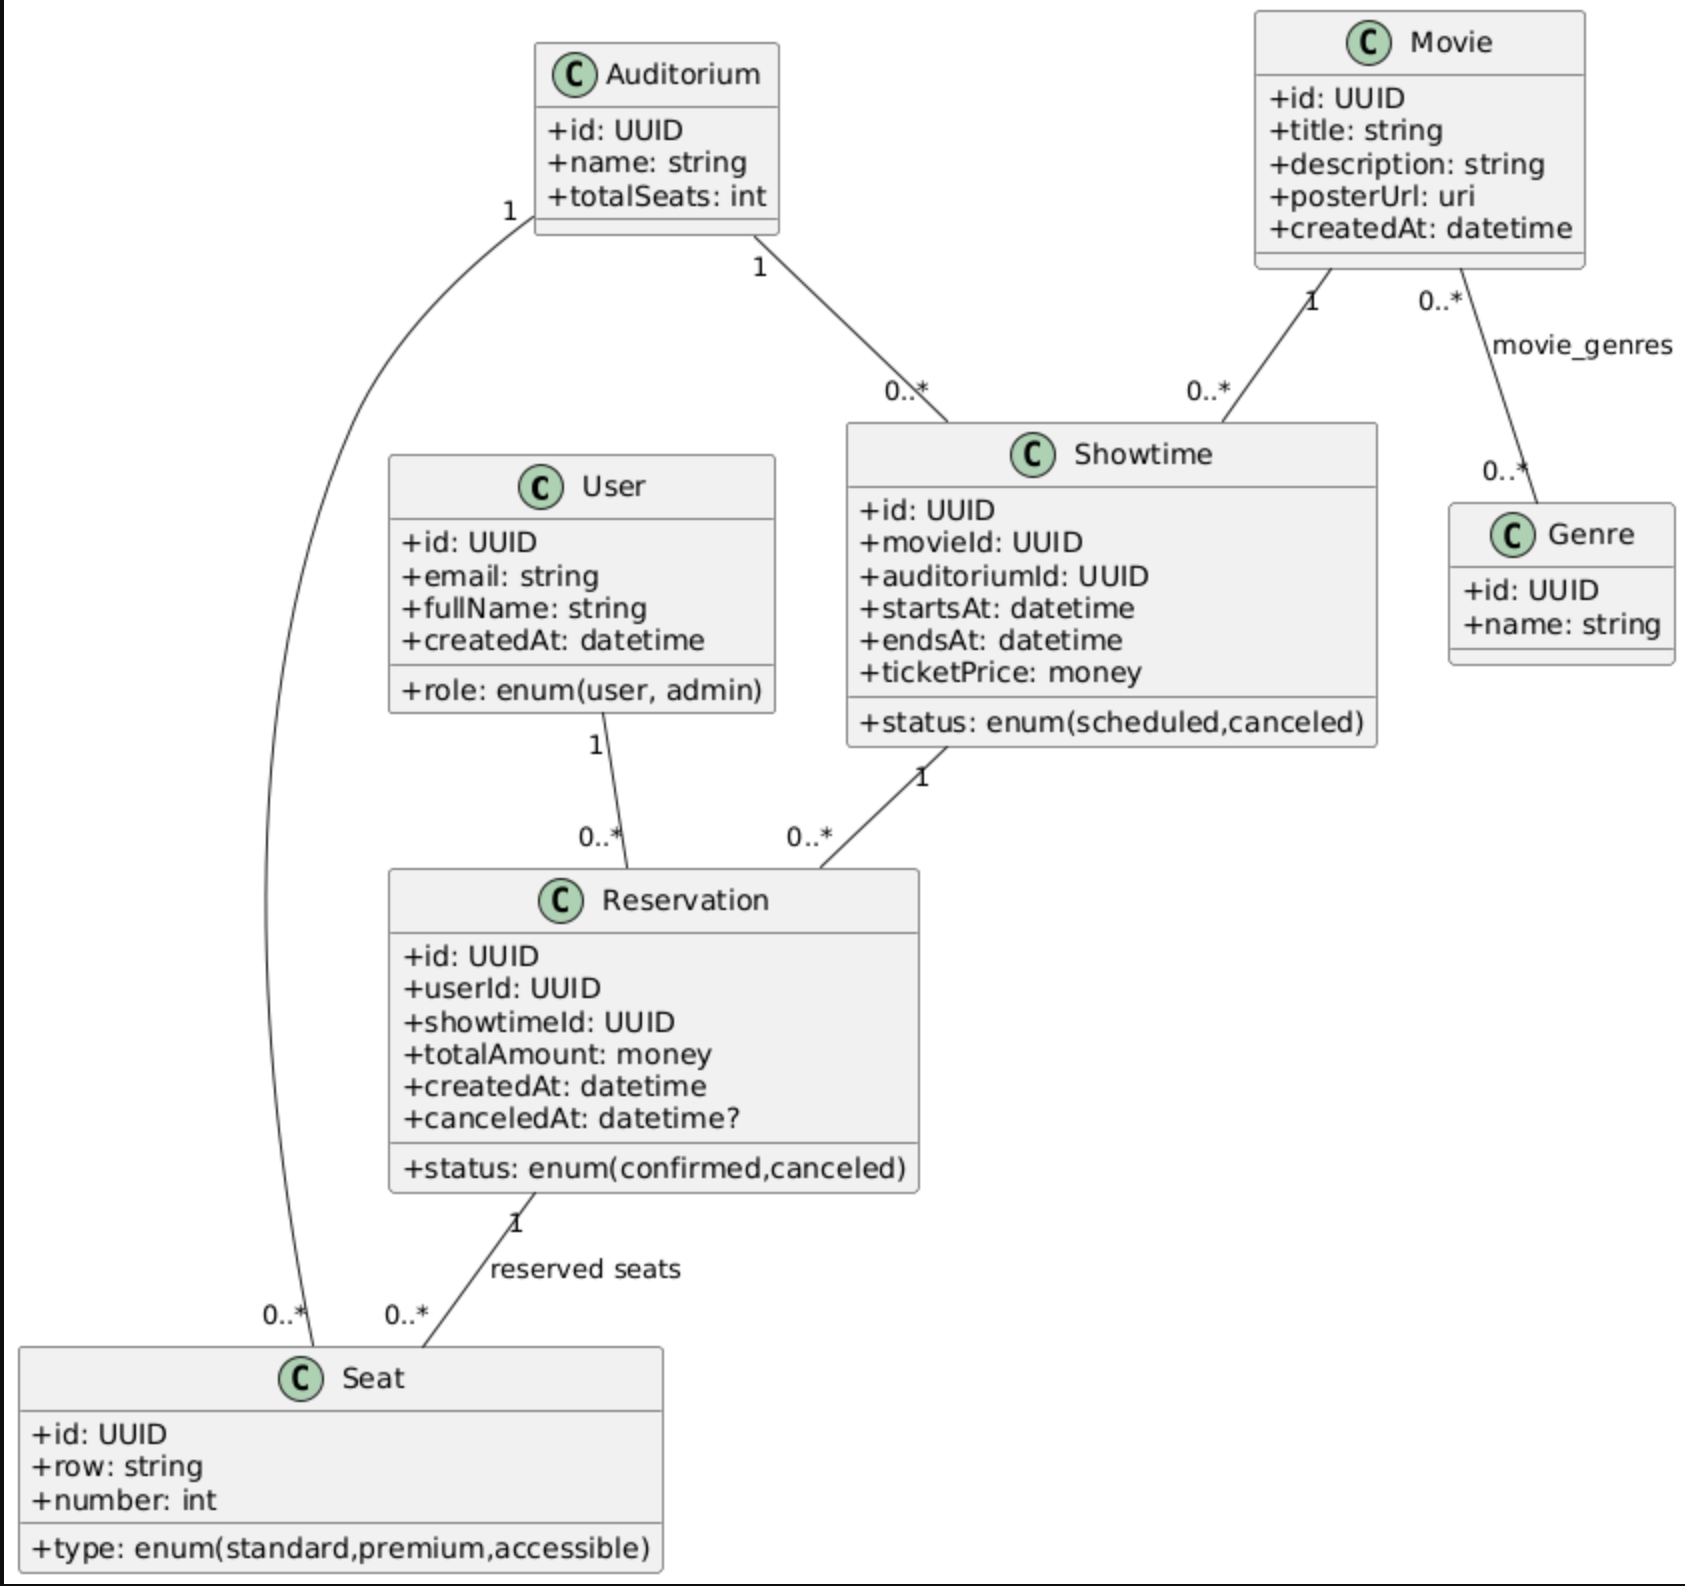 C Auditorium
+id: UUID
+name: string
+totalSeats: int
C Movie
+id: UUID
+title: string
+description: string
+posterUrl: uri
+createdAt: datetime
1
1
1
0..*
movie_genres
0..*
0..*
0..*
C User
+id: UUID
+email: string
+fullName: string
+createdAt: datetime
+role: enum(user, admin)
C Showtime
+id: UUID
+movieId: UUID
+auditoriumId: UUID
+startsAt: datetime
+endsAt: datetime
+ticketPrice: money
+status: enum(scheduled,canceled)
C Genre
+id: UUID
+name: string
1
1
0..*
0..*
C Reservation
+id: UUID
+userId: UUID
+showtimeId: UUID
+totalAmount: money
+createdAt: datetime
+canceledAt: datetime?
+status: enum(confirmed,canceled)
1
reserved seats
0..*
0..*
C Seat
+id: UUID
+row: string
+number: int
+type: enum(standard,premium,accessible)